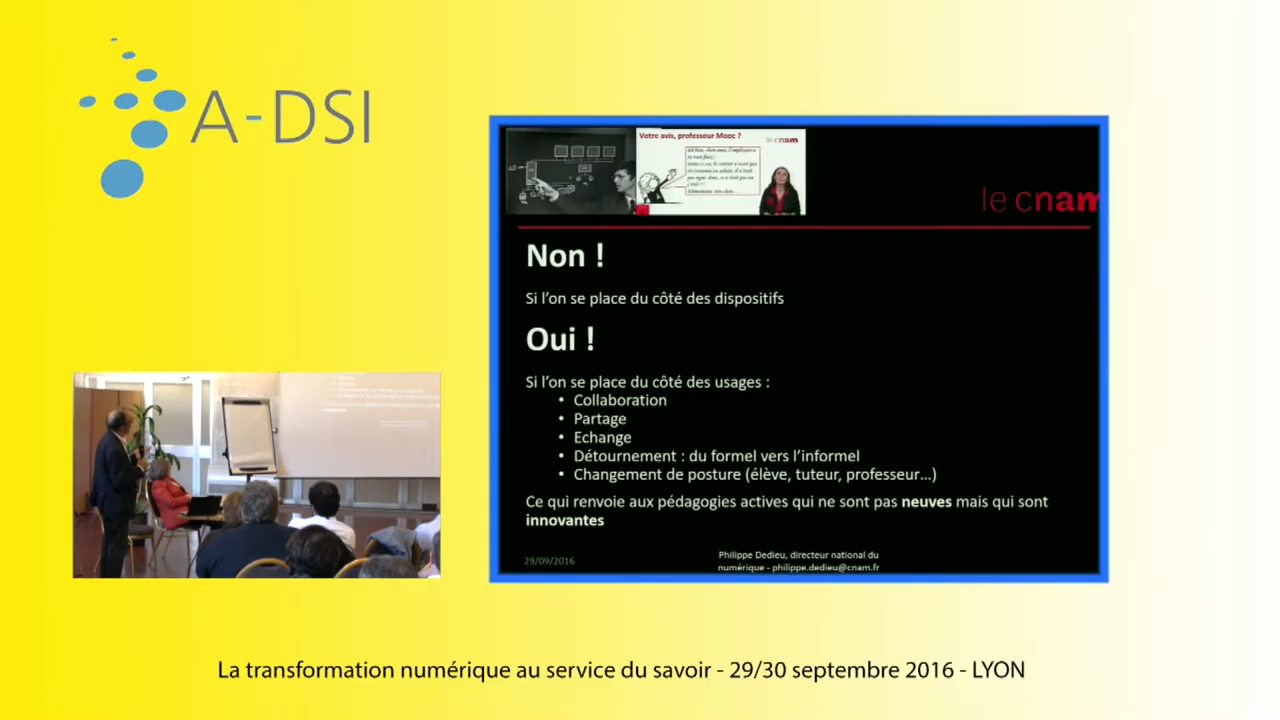 A-DSI
Votre avis, professeur Mooc ?
le cnam
le cnam
Non !
Si l’on se place du côté des dispositifs
Oui !
Si l’on se place du côté des usages :
• Collaboration
• Partage
• Echange
• Détournement : du formel vers l’informel
• Changement de posture (élève, tuteur, professeur…)
Ce qui renvoie aux pédagogies actives qui ne sont pas neuves mais qui sont
innovantes
29/09/2016
Philippe Dedieu, directeur national du
numérique - philippe.dedieu@cnam.fr
La transformation numérique au service du savoir - 29/30 septembre 2016 - LYON